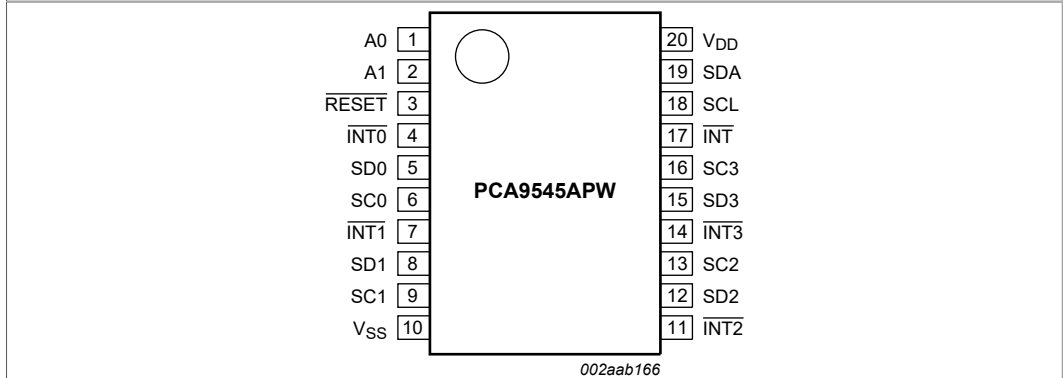 A0 1 20 VDD
A1 2 19 SDA
RESET 3 18 SCL
INT0 4 17 INT
SD0 5 16 SC3
SC0 6 PCA9545APW 15 SD3
INT1 7 14 INT3
SD1 8 13 SC2
SC1 9 12 SD2
VSS 10 11 INT2
002aab166